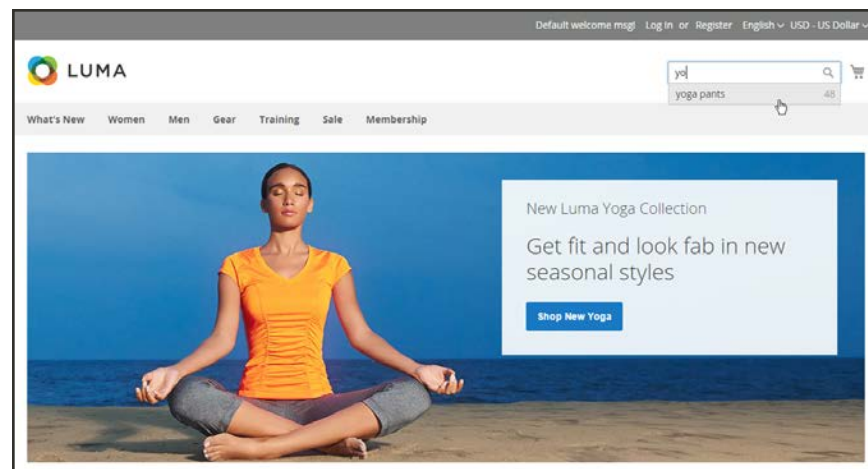 Default welcome msg! Log In or Register English USD - US Dollar
LUMA
yo
yoga pants 48
What's New Women Men Gear Training Sale Membership
New Luma Yoga Collection
Get fit and look fab in new
seasonal styles
Shop New Yoga